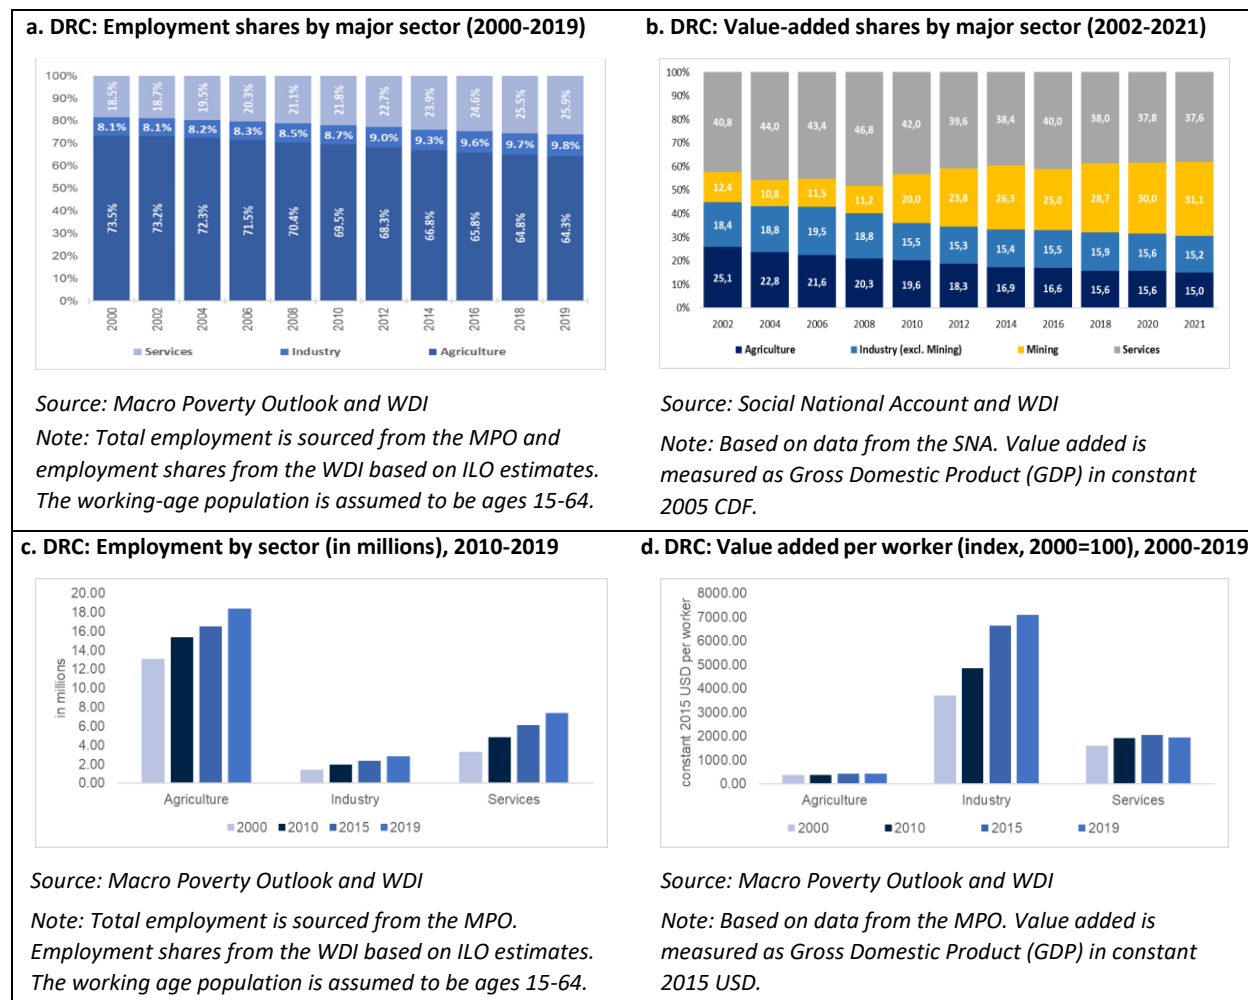 a. DRC: Employment shares by major sector (2000-2019)
100%
90%
80%
70%
60%
50%
40%
30%
20%
10%
0%
18.5%
18.7%
19.5%
20.3%
21.1%
21.8%
22.7%
23.9%
24.6%
25.5%
25.9%
8.1%
8.1%
8.2%
8.3%
8.5%
8.7%
9.0%
9.3%
9.6%
9.7%
9.8%
73.5%
73.2%
72.3%
71.5%
70.4%
69.5%
68.3%
66.8%
65.8%
64.8%
64.3%
2000
2002
2004
2006
2008
2010
2012
2014
2016
2018
2019
Services Industry Agriculture
Source: Macro Poverty Outlook and WDI
Note: Total employment is sourced from the MPO and
employment shares from the WDI based on ILO estimates.
The working-age population is assumed to be ages 15-64.
b. DRC: Value-added shares by major sector (2002-2021)
100%
90%
80%
70%
60%
50%
40%
30%
20%
10%
0%
40,8 44,0 43,4 46,8 42,0 39,6 38,4 40,0 38,0 37,8 37,6
12,4 10,8 11,5 11,2 20,0 23,8 26,3 25,0 28,7 30,0 31,1
18,4 18,8 19,5 18,8 15,5 15,3 15,4 15,5 15,9 15,6 15,2
25,1 22,8 21,6 20,3 19,6 18,3 16,9 16,6 15,6 15,6 15,0
2002 2004 2006 2008 2010 2012 2014 2016 2018 2020 2021
Agriculture Industry (excl. Mining) Mining Services
Source: Social National Account and WDI
Note: Based on data from the SNA. Value added is
measured as Gross Domestic Product (GDP) in constant
2005 CDF.
c. DRC: Employment by sector (in millions), 2010-2019
in millions
20.00
18.00
16.00
14.00
12.00
10.00
8.00
6.00
4.00
2.00
0.00
Agriculture Industry Services
2000 2010 2015 2019
Source: Macro Poverty Outlook and WDI
Note: Total employment is sourced from the MPO.
Employment shares from the WDI based on ILO estimates.
The working age population is assumed to be ages 15-64.
d. DRC: Value added per worker (index, 2000=100), 2000-2019
constant 2015 USD per worker
8000.00
7000.00
6000.00
5000.00
4000.00
3000.00
2000.00
1000.00
0.00
Agriculture Industry Services
2000 2010 2015 2019
Source: Macro Poverty Outlook and WDI
Note: Based on data from the MPO. Value added is
measured as Gross Domestic Product (GDP) in constant
2015 USD.